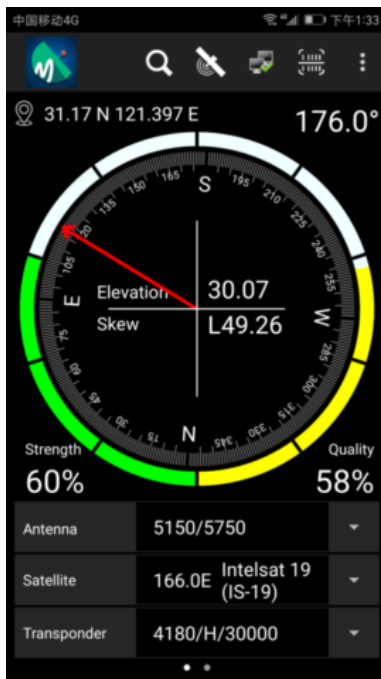 中国移动4G 4G 下午1:33
31.17 N 121.397 E
176.0°
S
165 195
150 210
135 225
120 240
105 255
E W
75 285
60 300
45 315
30 330
15 345
N
Elevation 30.07
Skew L49.26
Strength Quality
60% 58%
Antenna 5150/5750
Satellite 166.0E Intelsat 19
(IS-19)
Transponder 4180/H/30000